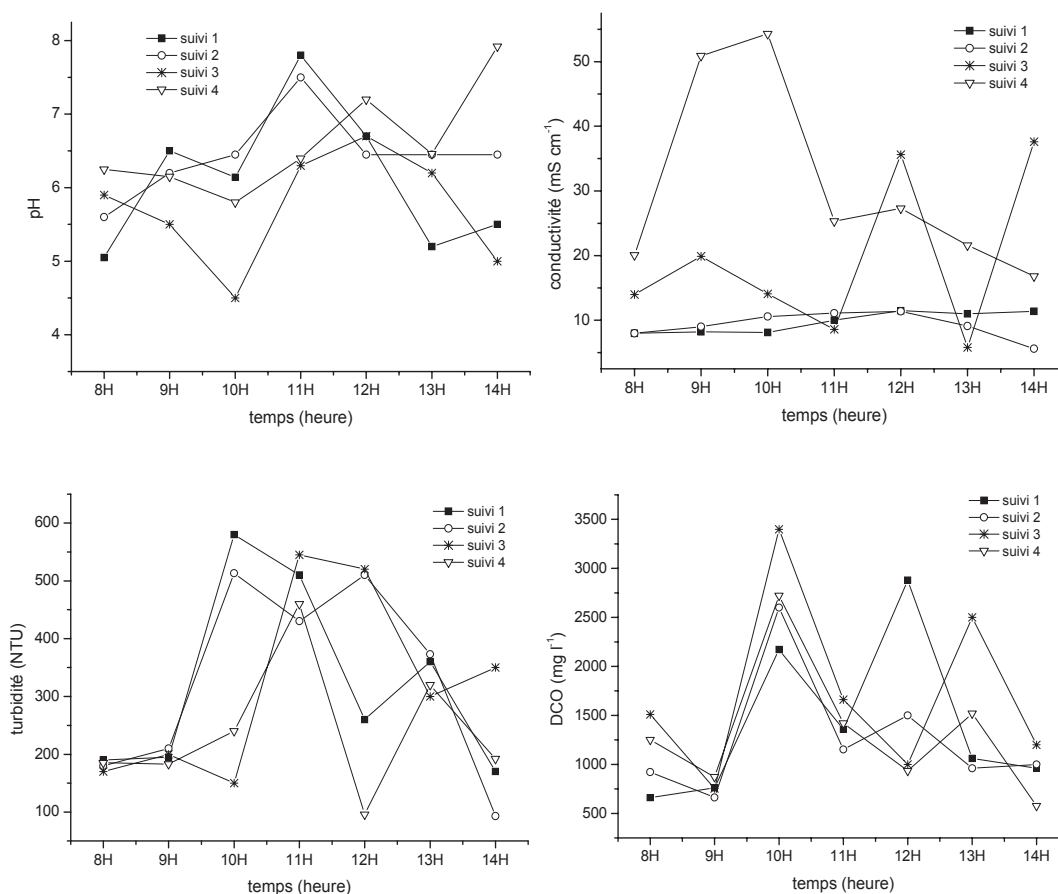 8
7
6
5
4
pH
suivi 1
suivi 2
suivi 3
suivi 4
8H 9H 10H 11H 12H 13H 14H
temps (heure)
50
40
30
20
10
conductivité (mS cm⁻¹)
suivi 1
suivi 2
suivi 3
suivi 4
8H 9H 10H 11H 12H 13H 14H
temps (heure)
600
500
400
300
200
100
turbidité (NTU)
suivi 1
suivi 2
suivi 3
suivi 4
8H 9H 10H 11H 12H 13H 14H
temps (heure)
3500
3000
2500
2000
1500
1000
500
DCO (mg l⁻¹)
suivi 1
suivi 2
suivi 3
suivi 4
8H 9H 10H 11H 12H 13H 14H
temps (heure)